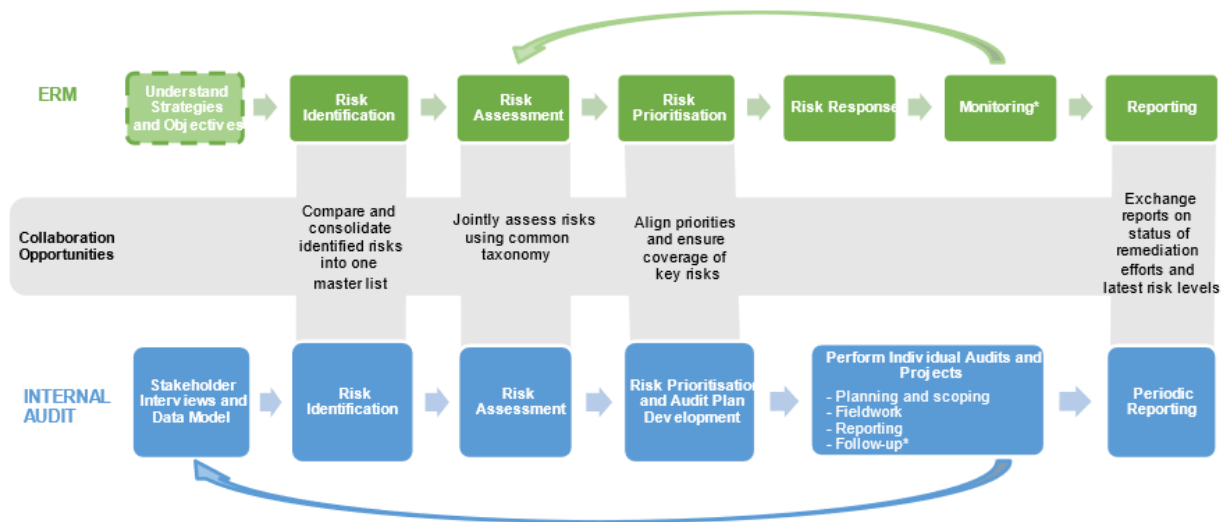 ERM
Understand
Strategies
and Objectives
Risk
Identification
Risk
Assessment
Risk
Prioritisation
Risk Response
Monitoring*
Reporting
Collaboration
Opportunities
Compare and
consolidate
identified risks
into one
master list
Jointly assess risks
using common
taxonomy
Align priorities
and ensure
coverage of
key risks
Exchange
reports on
status of
remediation
efforts and
latest risk levels
INTERNAL
AUDIT
Stakeholder
Interviews and
Data Model
Risk
Identification
Risk
Assessment
Risk Prioritisation
and Audit Plan
Development
Perform Individual Audits and
Projects
- Planning and scoping
- Fieldwork
- Reporting
- Follow-up*
Periodic
Reporting